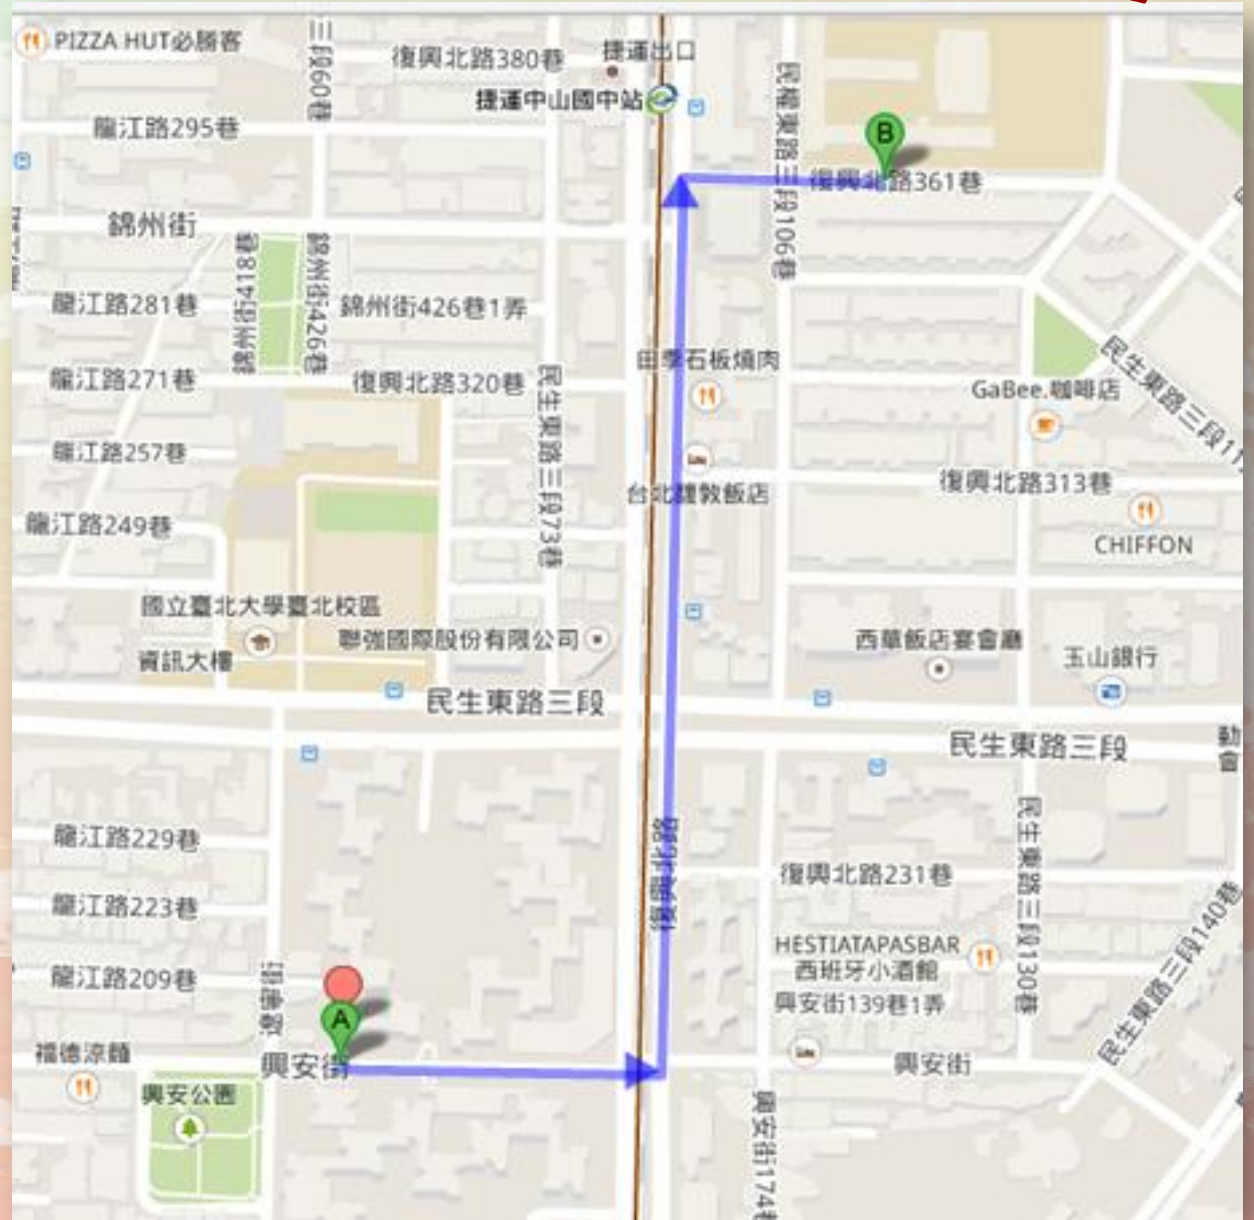 PIZZA HUT必勝客
三段60巷
復興北路380巷
捷運出口
捷運中山國中站
民權東路三段106巷
B
龍江路295巷
復興北路361巷
錦州街
錦州街418巷
錦州街426巷
龍江路281巷
錦州街426巷1弄
田季石板燒肉
龍江路271巷
復興北路320巷
民生東路三段73巷
GaBee.咖啡店
民生東路三段11
龍江路257巷
復興北路313巷
台北馥敦飯店
龍江路249巷
CHIFFON
國立臺北大學臺北校區
資訊大樓
聯強國際股份有限公司
西華飯店宴會廳
玉山銀行
民生東路三段
民生東路三段
龍江路229巷
復興北路
復興北路231巷
民生東路三段130巷
民生東路三段140巷
龍江路223巷
HESTIATAPASBAR
西班牙小酒館
龍江路209巷
遼寧街
興安街139巷1弄
A
福德涼麵
興安街
興安街
興安公園
興安街174巷